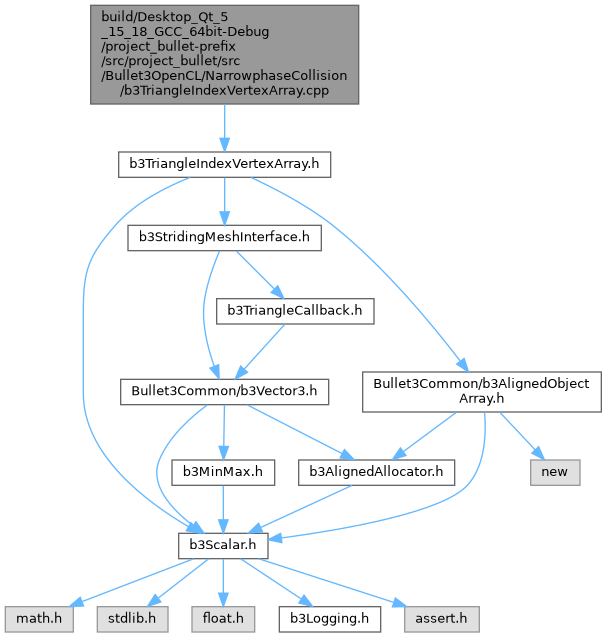 build/Desktop_Qt_5
_15_18_GCC_64bit-Debug
/project_bullet-prefix
/src/project_bullet/src
/Bullet3OpenCL/NarrowphaseCollision
/b3TriangleIndexVertexArray.cpp
b3TriangleIndexVertexArray.h
b3StridingMeshInterface.h
b3TriangleCallback.h
Bullet3Common/b3Vector3.h
Bullet3Common/b3AlignedObject
Array.h
b3MinMax.h
b3AlignedAllocator.h
new
b3Scalar.h
math.h
stdlib.h
float.h
b3Logging.h
assert.h